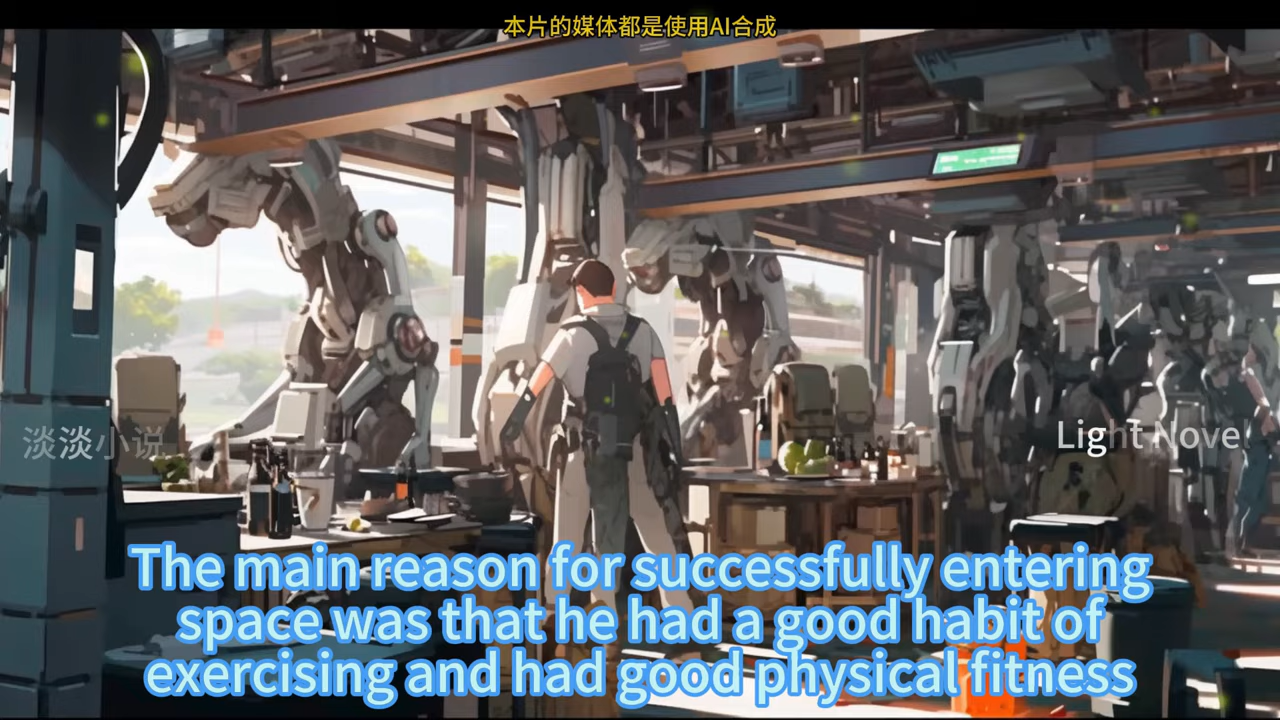 本片的媒体都是使用AI合成
淡淡小说
Light Novel
The main reason for successfully entering
space was that he had a good habit of
exercising and had good physical fitness